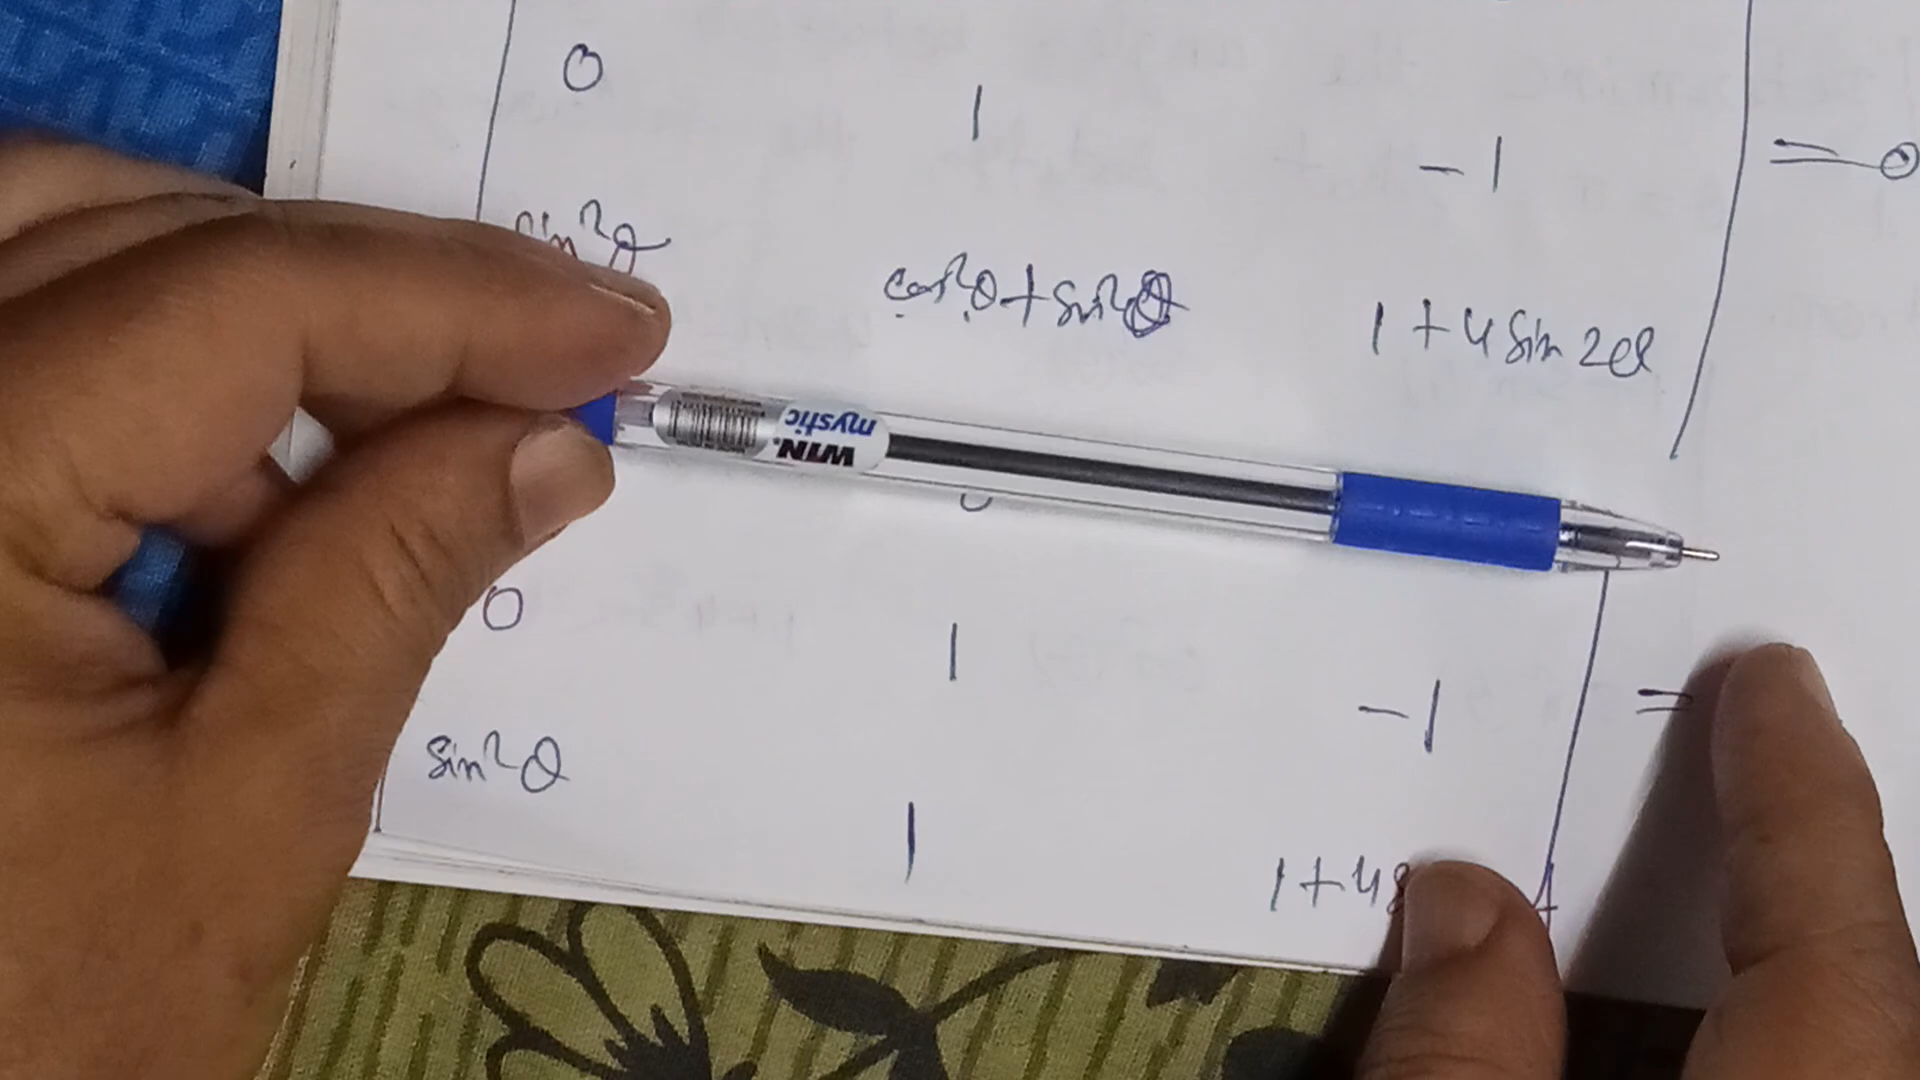 0 1 -1 = 0
sin²θ cos²θ+sin²θ 1+4sin2θ
WIN. mystic
0 1 -1 =
sin²θ 1 1+4